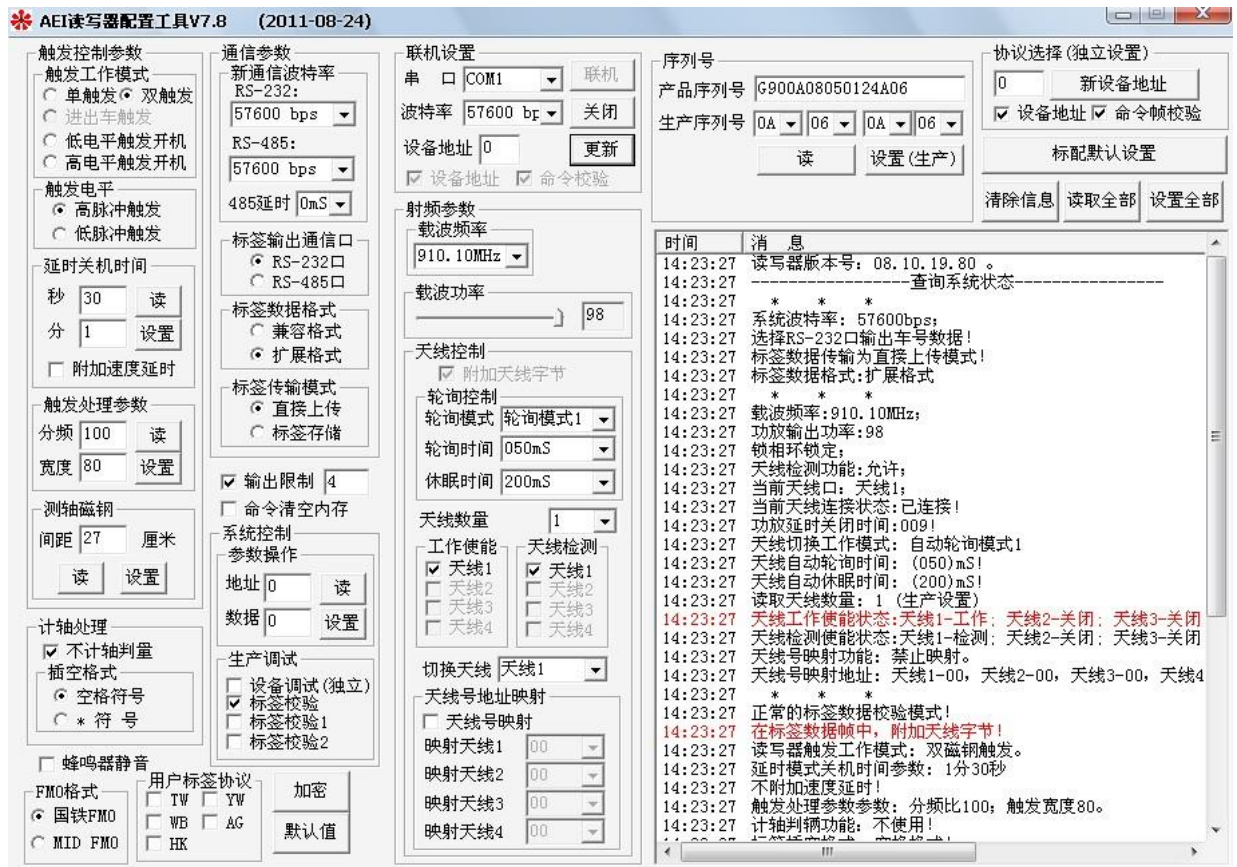 AEI读写器配置工具V7.8 (2011-08-24)
触发控制参数
触发工作模式
单触发 双触发
进出车触发
低电平触发开机
高电平触发开机
触发电平
高脉冲触发
低脉冲触发
延时关机时间
秒 30 读
分 1 设置
附加速度延时
触发处理参数
分频 100 读
宽度 80 设置
测轴磁钢
间距 27 厘米
读 设置
计轴处理
不计轴判量
插空格式
空格符号
* 符 号
蜂鸣器静音
FMO格式
国铁FMO
MID FMO
用户标签协议
TW YW
WB AG
HK
加密
默认值
通信参数
新通信波特率
RS-232:
57600 bps
RS-485:
57600 bps
485延时 0mS
标签输出通信口
RS-232口
RS-485口
标签数据格式
兼容格式
扩展格式
标签传输模式
直接上传
标签存储
输出限制 4
命令清空内存
系统控制
参数操作
地址 0 读
数据 0 设置
生产调试
设备调试(独立)
标签校验
标签校验1
标签校验2
联机设置
串 口 COM1 联机
波特率 57600 bp 关闭
设备地址 0 更新
设备地址 命令校验
射频参数
载波频率
910.10MHz
载波功率
98
天线控制
附加天线字节
轮询控制
轮询模式 轮询模式1
轮询时间 050mS
休眠时间 200mS
天线数量 1
工作使能 天线检测
天线1 天线1
天线2 天线2
天线3 天线3
天线4 天线4
切换天线 天线1
天线号地址映射
天线号映射
映射天线1 00
映射天线2 00
映射天线3 00
映射天线4 00
序列号
产品序列号 G900A08050124A06
生产序列号 0A 06 0A 06
读 设置(生产)
协议选择(独立设置)
0 新设备地址
设备地址 命令帧校验
标配默认设置
清除信息 读取全部 设置全部
时间 消 息
14:23:27 读写器版本号: 08.10.19.80 。
14:23:27 ------------------查询系统状态-----------------
14:23:27 * * *
14:23:27 系统波特率: 57600bps;
14:23:27 选择RS-232口输出车号数据!
14:23:27 标签数据传输为直接上传模式!
14:23:27 标签数据格式:扩展格式
14:23:27 * * *
14:23:27 载波频率:910.10MHz;
14:23:27 功放输出功率:98
14:23:27 锁相环锁定;
14:23:27 天线检测功能:允许;
14:23:27 当前天线口: 天线1;
14:23:27 当前天线连接状态:已连接!
14:23:27 功放延时关闭时间:009!
14:23:27 天线切换工作模式: 自动轮询模式1
14:23:27 天线自动轮询时间: (050)mS!
14:23:27 天线自动休眠时间: (200)mS!
14:23:27 读取天线数量: 1 (生产设置)
14:23:27 天线工作使能状态:天线1-工作; 天线2-关闭; 天线3-关闭
14:23:27 天线检测使能状态:天线1-检测; 天线2-关闭; 天线3-关闭
14:23:27 天线号映射功能: 禁止映射。
14:23:27 天线号映射地址: 天线1-00, 天线2-00, 天线3-00, 天线4
14:23:27 * * *
14:23:27 正常的标签数据校验模式!
14:23:27 在标签数据帧中, 附加天线字节!
14:23:27 读写器触发工作模式: 双磁钢触发。
14:23:27 延时模式关机时间参数: 1分30秒
14:23:27 不附加速度延时!
14:23:27 触发处理参数参数: 分频比100; 触发宽度80。
14:23:27 计轴判辆功能: 不使用!